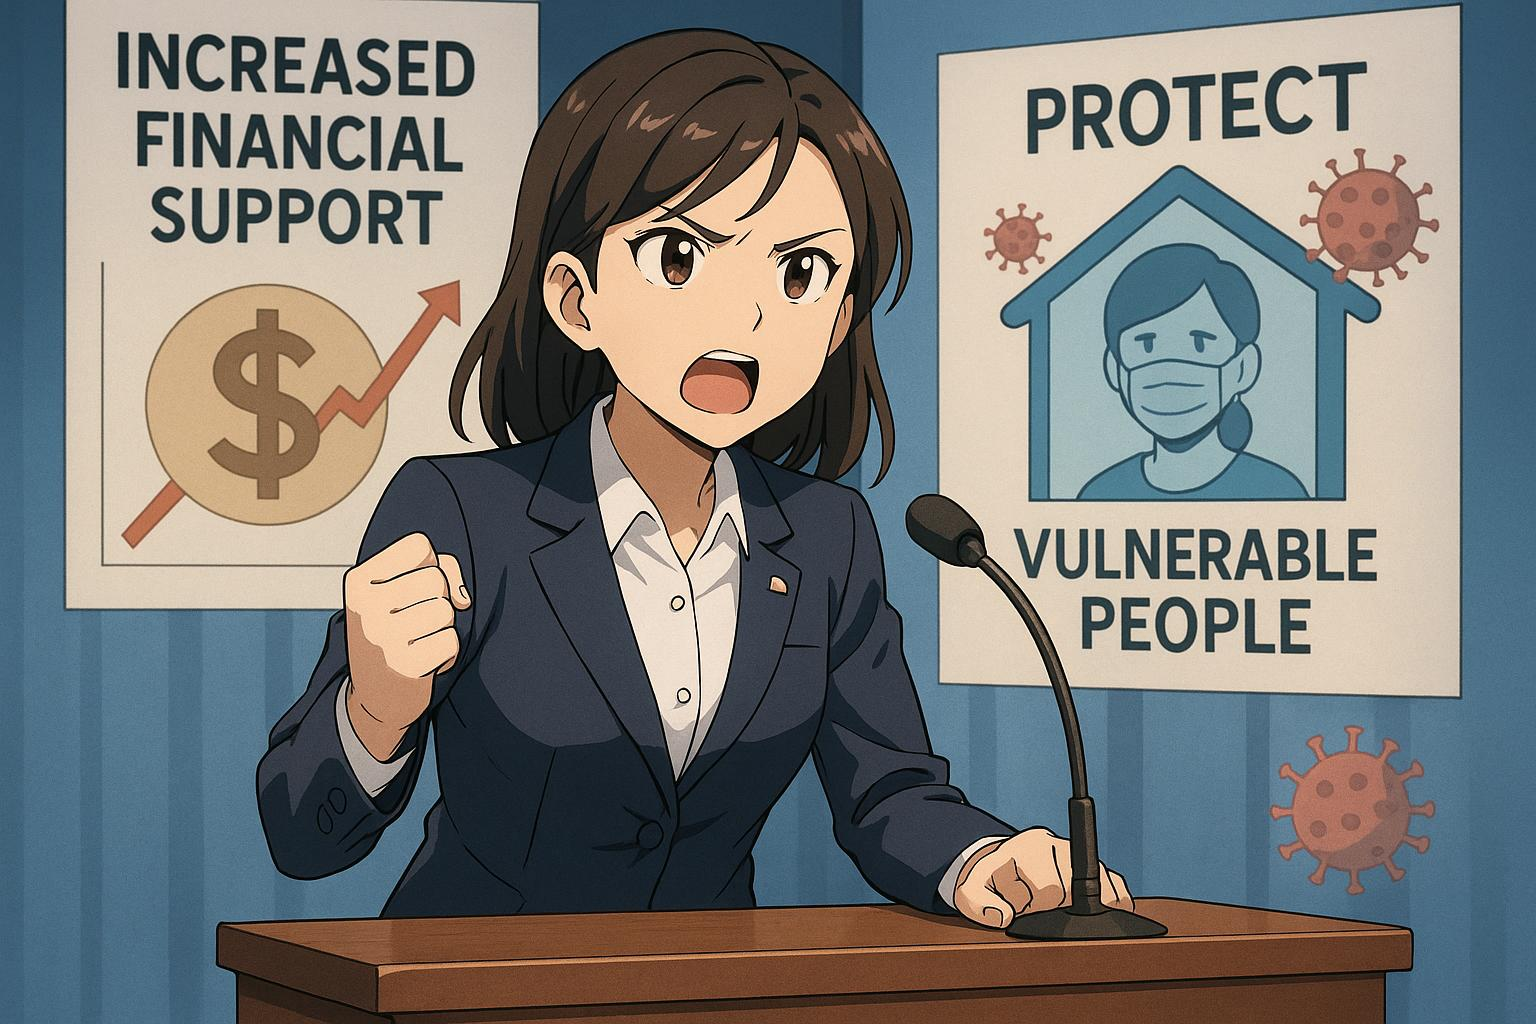 INCREASED
FINANCIAL
SUPPORT
$
PROTECT
VULNERABLE
PEOPLE